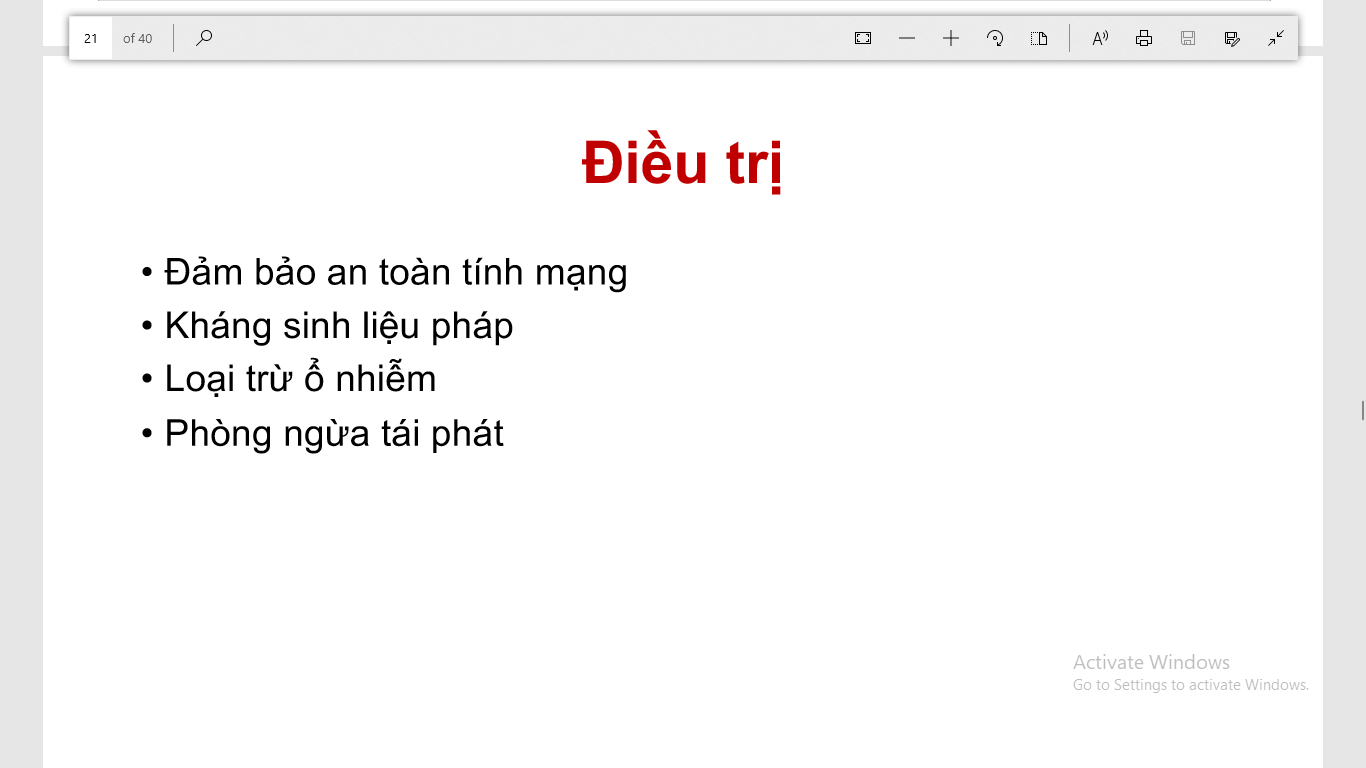 21 of 40
Điều trị
• Đảm bảo an toàn tính mạng
• Kháng sinh liệu pháp
• Loại trừ ổ nhiễm
• Phòng ngừa tái phát
Activate Windows
Go to Settings to activate Windows.